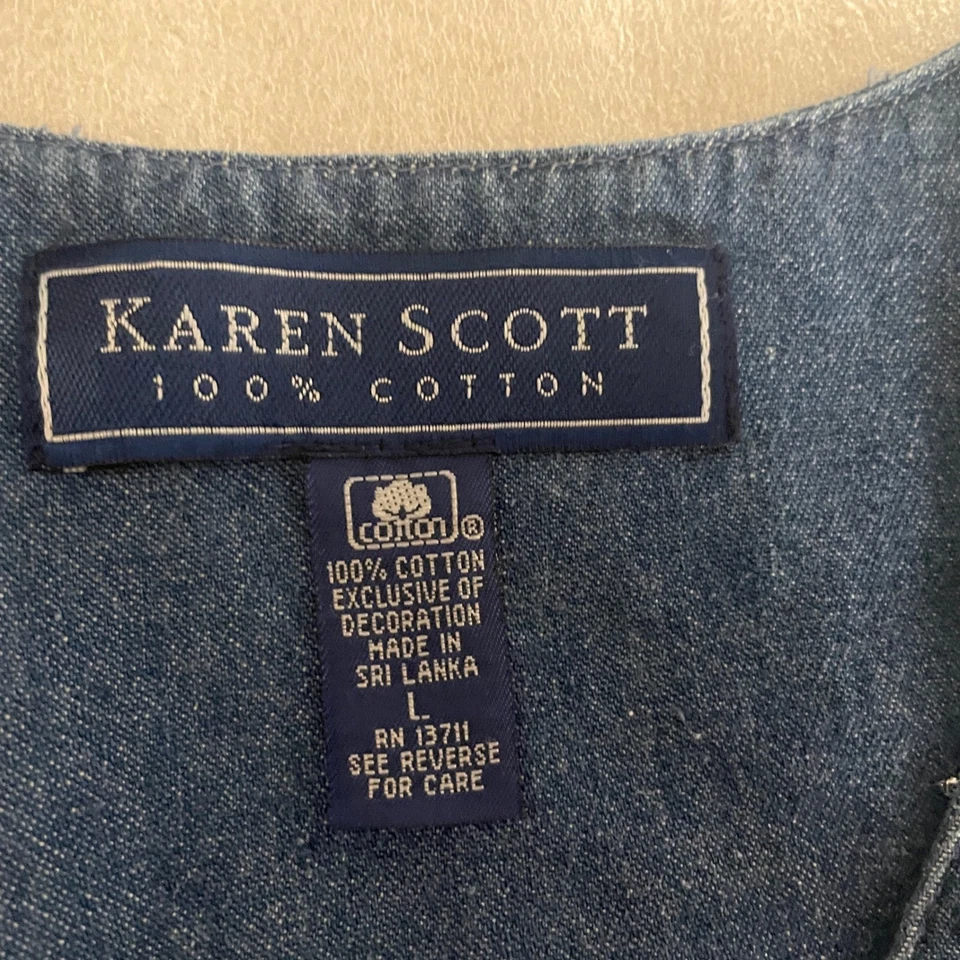 KAREN SCOTT
100% COTTON
cotton®
100% COTTON
EXCLUSIVE OF
DECORATION
MADE IN
SRI LANKA
L
RN 13711
SEE REVERSE
FOR CARE